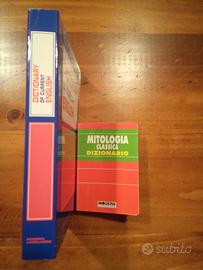 DICTIONARY
OF CURRENT
ENGLISH
MITOLOGIA
CLASSICA
DIZIONARIO
subito